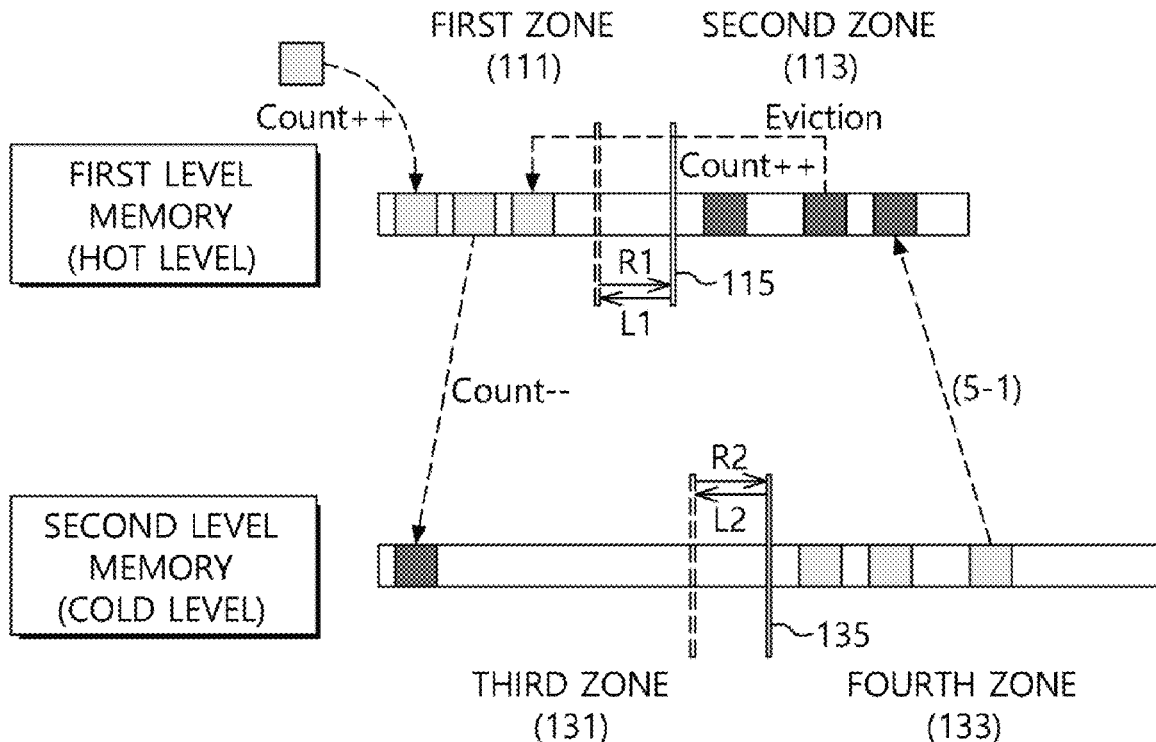 FIRST ZONE
(111)
SECOND ZONE
(113)
Count++
Eviction
Count++
FIRST LEVEL
MEMORY
(HOT LEVEL)
R1
L1
115
Count--
(5-1)
R2
L2
SECOND LEVEL
MEMORY
(COLD LEVEL)
135
THIRD ZONE
(131)
FOURTH ZONE
(133)